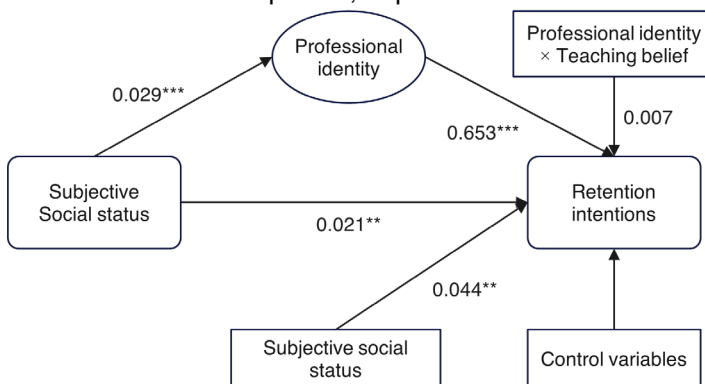 Professional
identity
Professional identity
× Teaching belief
0.029***
0.653***
0.007
Subjective
Social status
Retention
intentions
0.021**
0.044**
Subjective social
status
Control variables